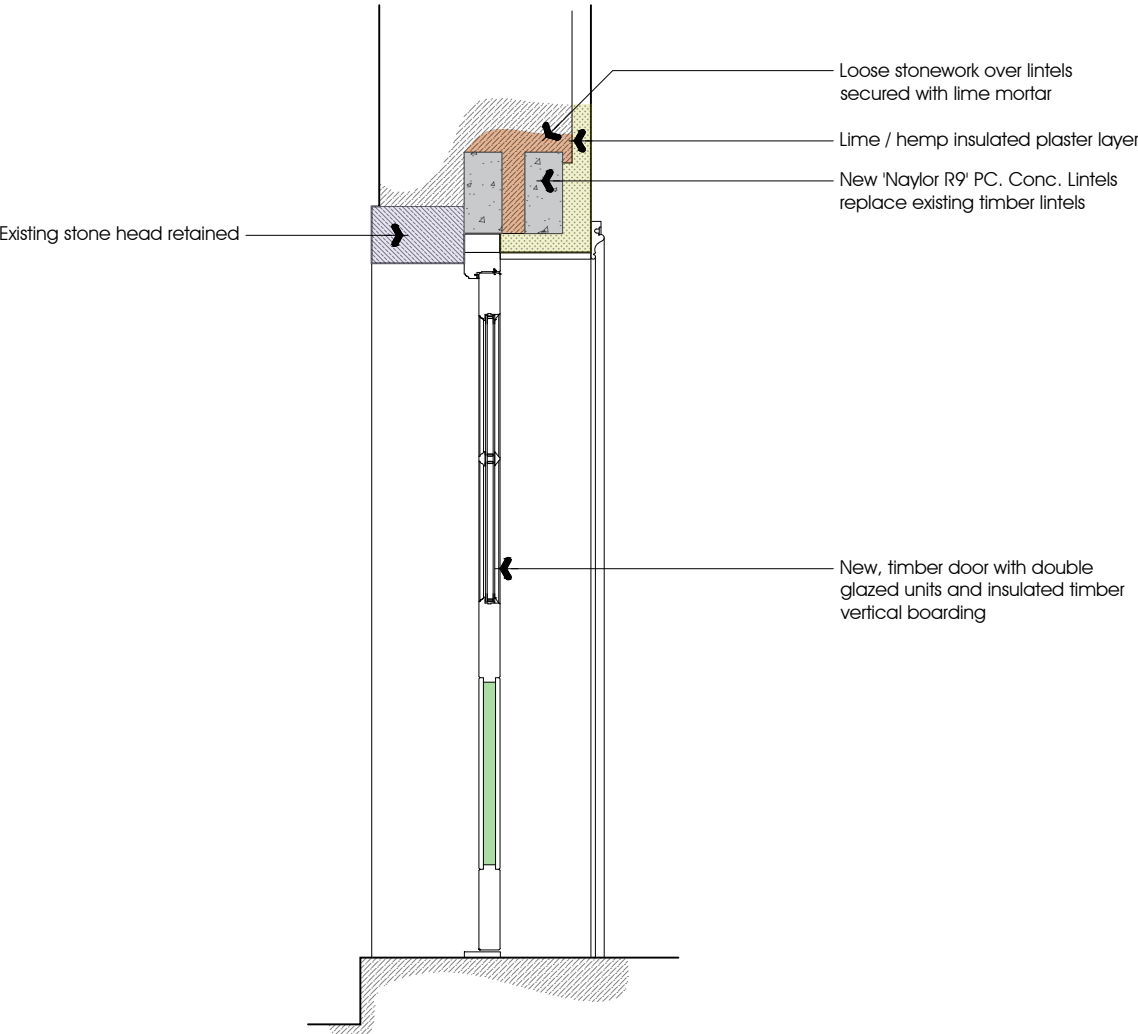 Loose stonework over lintels
secured with lime mortar
Lime / hemp insulated plaster layer
New 'Naylor R9' PC. Conc. Lintels
replace existing timber lintels
Existing stone head retained
New, timber door with double
glazed units and insulated timber
vertical boarding